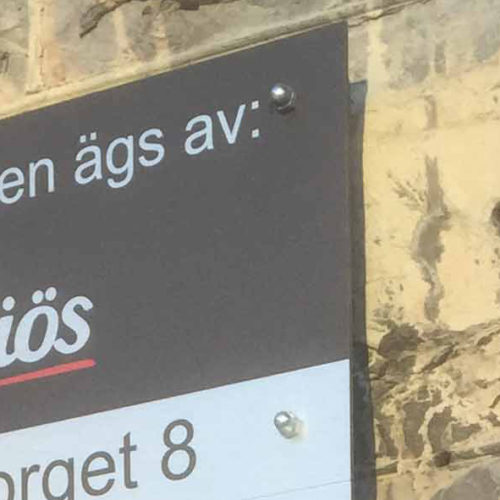 en ägs av:
iös
orget 8